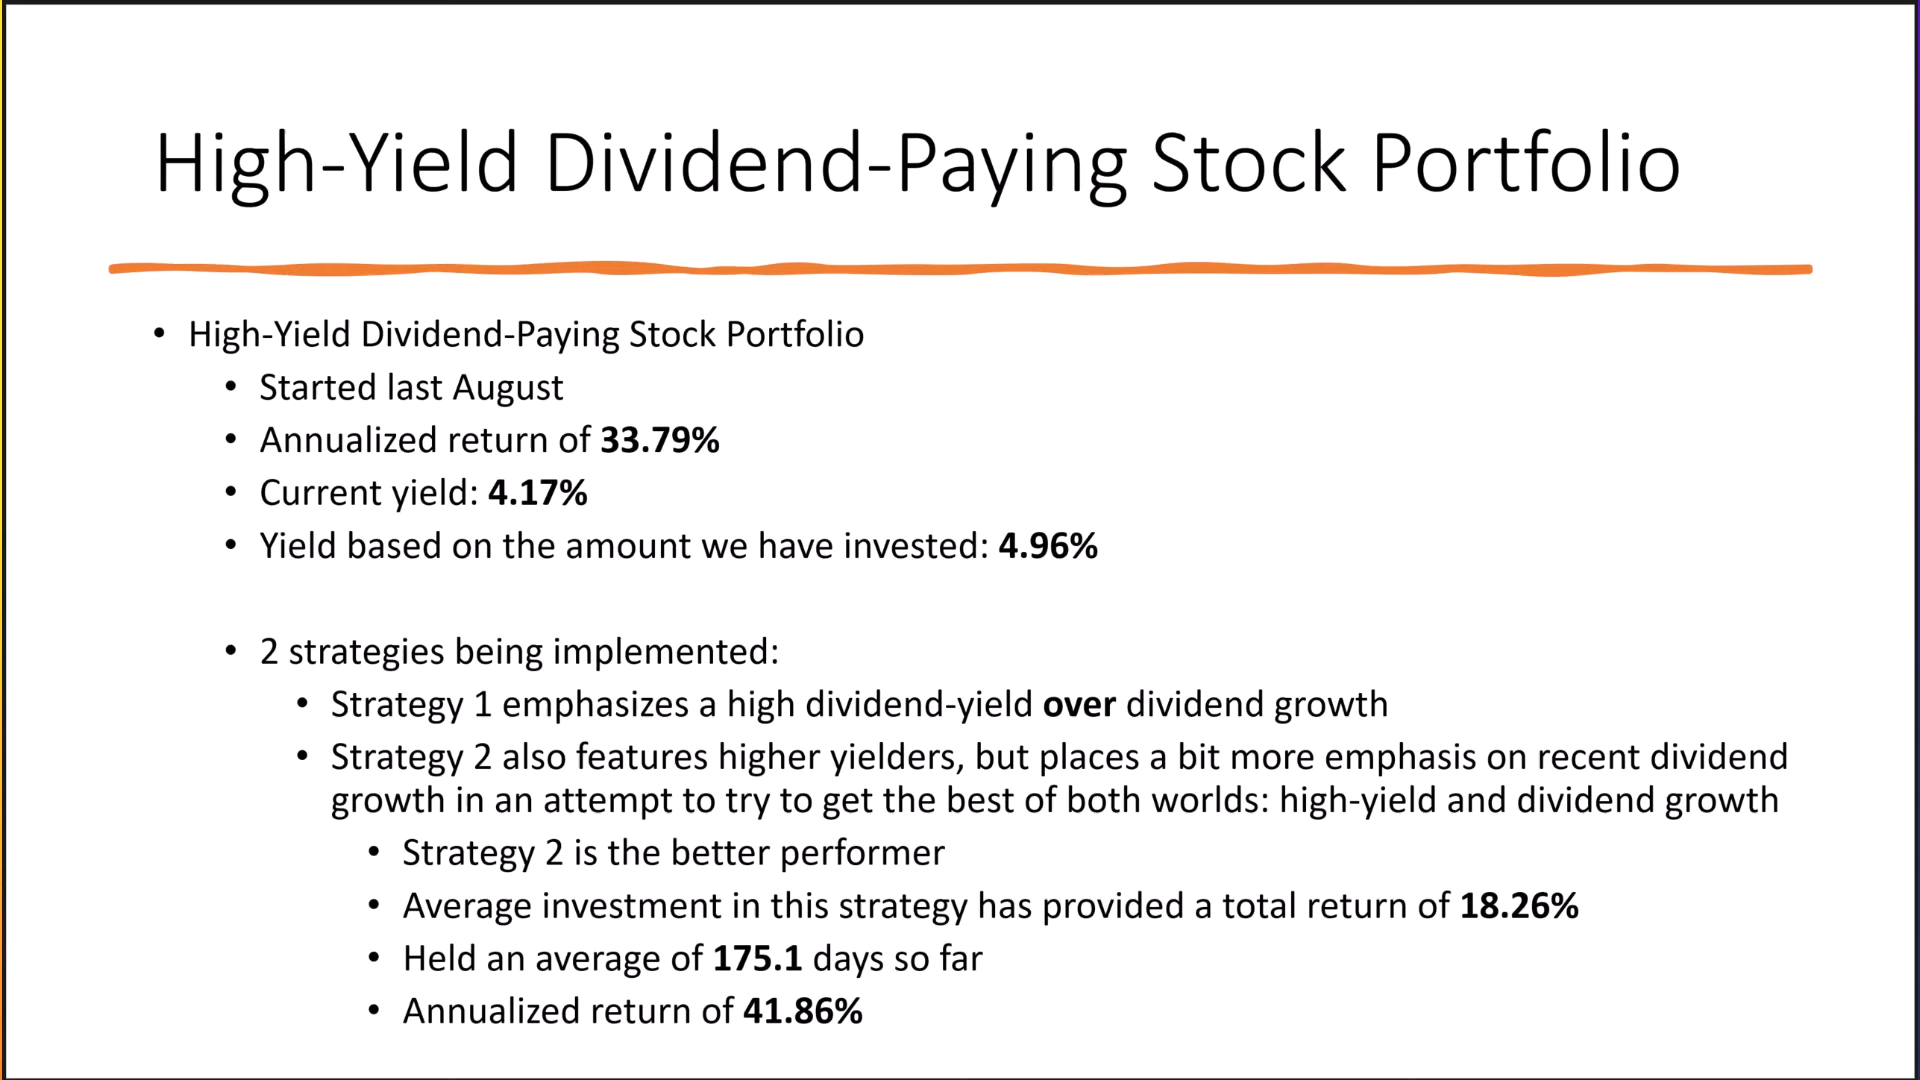 High-Yield Dividend-Paying Stock Portfolio
• High-Yield Dividend-Paying Stock Portfolio
• Started last August
• Annualized return of 33.79%
• Current yield: 4.17%
• Yield based on the amount we have invested: 4.96%
• 2 strategies being implemented:
• Strategy 1 emphasizes a high dividend-yield over dividend growth
• Strategy 2 also features higher yielders, but places a bit more emphasis on recent dividend
growth in an attempt to try to get the best of both worlds: high-yield and dividend growth
• Strategy 2 is the better performer
• Average investment in this strategy has provided a total return of 18.26%
• Held an average of 175.1 days so far
• Annualized return of 41.86%